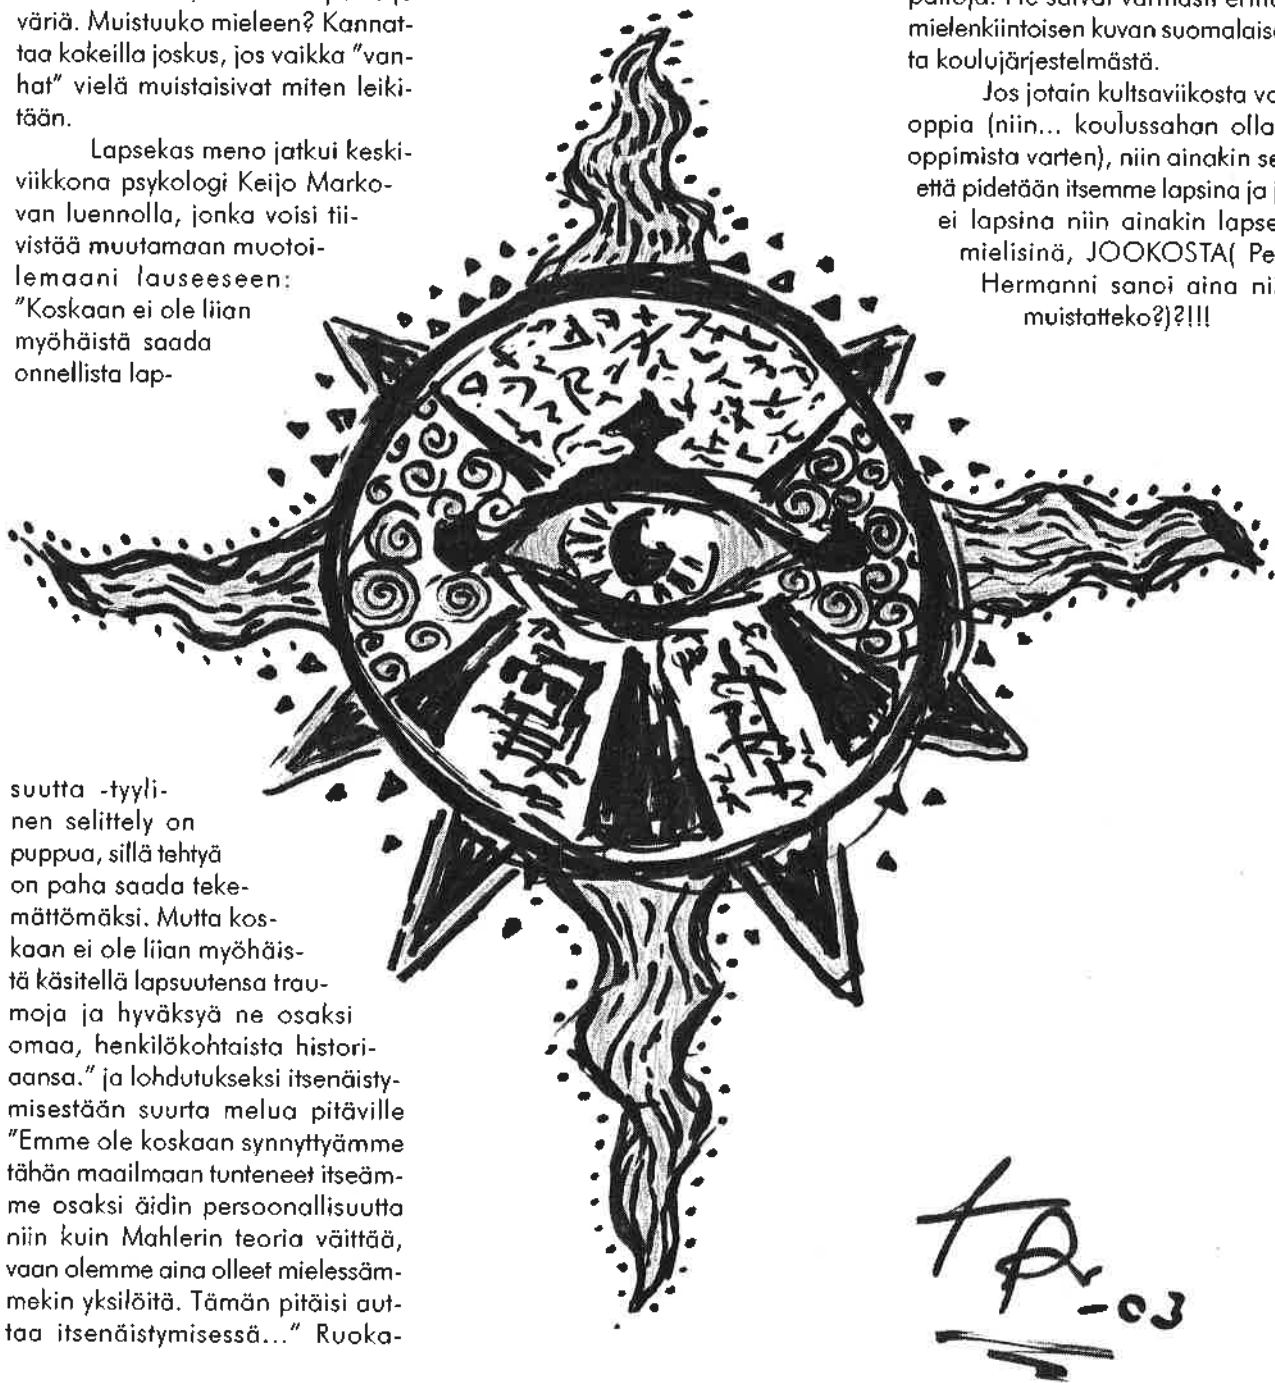 väriä. Muistuuko mieleen? Kannat-
taa kokeilla joskus, jos vaikka "van-
hat" vielä muistaisivat miten leiki-
tään.
Lapsekas meno jatkui keski-
viikkona psykologi Keijo Marko-
van luennolla, jonka voisi tii-
vistää muutamaan muotoi-
lemaani lauseeseen:
"Koskaan ei ole liian
myöhäistä saada
onnellista lap-
suutta -tyyli-
nen selittely on
puppua, sillä tehtyä
on paha saada teke-
mättömäksi. Mutta kos-
kaan ei ole liian myöhäis-
tä käsitellä lapsuutensa trau-
moja ja hyväksyä ne osaksi
omaa, henkilökohtaista histori-
aansa." ja lohdutukseksi itsenäisty-
misestään suurta melua pitäville
"Emme ole koskaan synnyttyämme
tähän maailmaan tunteneet itseäm-
me osaksi äidin persoonallisuutta
niin kuin Mahlerin teoria väittää,
vaan olemme aina olleet mielessäm-
mekin yksilöitä. Tämän pitäisi aut-
taa itsenäistymisessä..." Ruoka-
mielenkiintoisen kuvan suomalaise
ta koulujärjestelmästä.
Jos jotain kultsaviikosta vo
oppia (niin... koulussahan olla
oppimista varten), niin ainakin se
että pidetään itsemme lapsina ja j
ei lapsina niin ainakin lapse
mielisinä, JOOKOSTA( Pe
Hermanni sanoi aina ni
muistatteko?)?!!!
-03